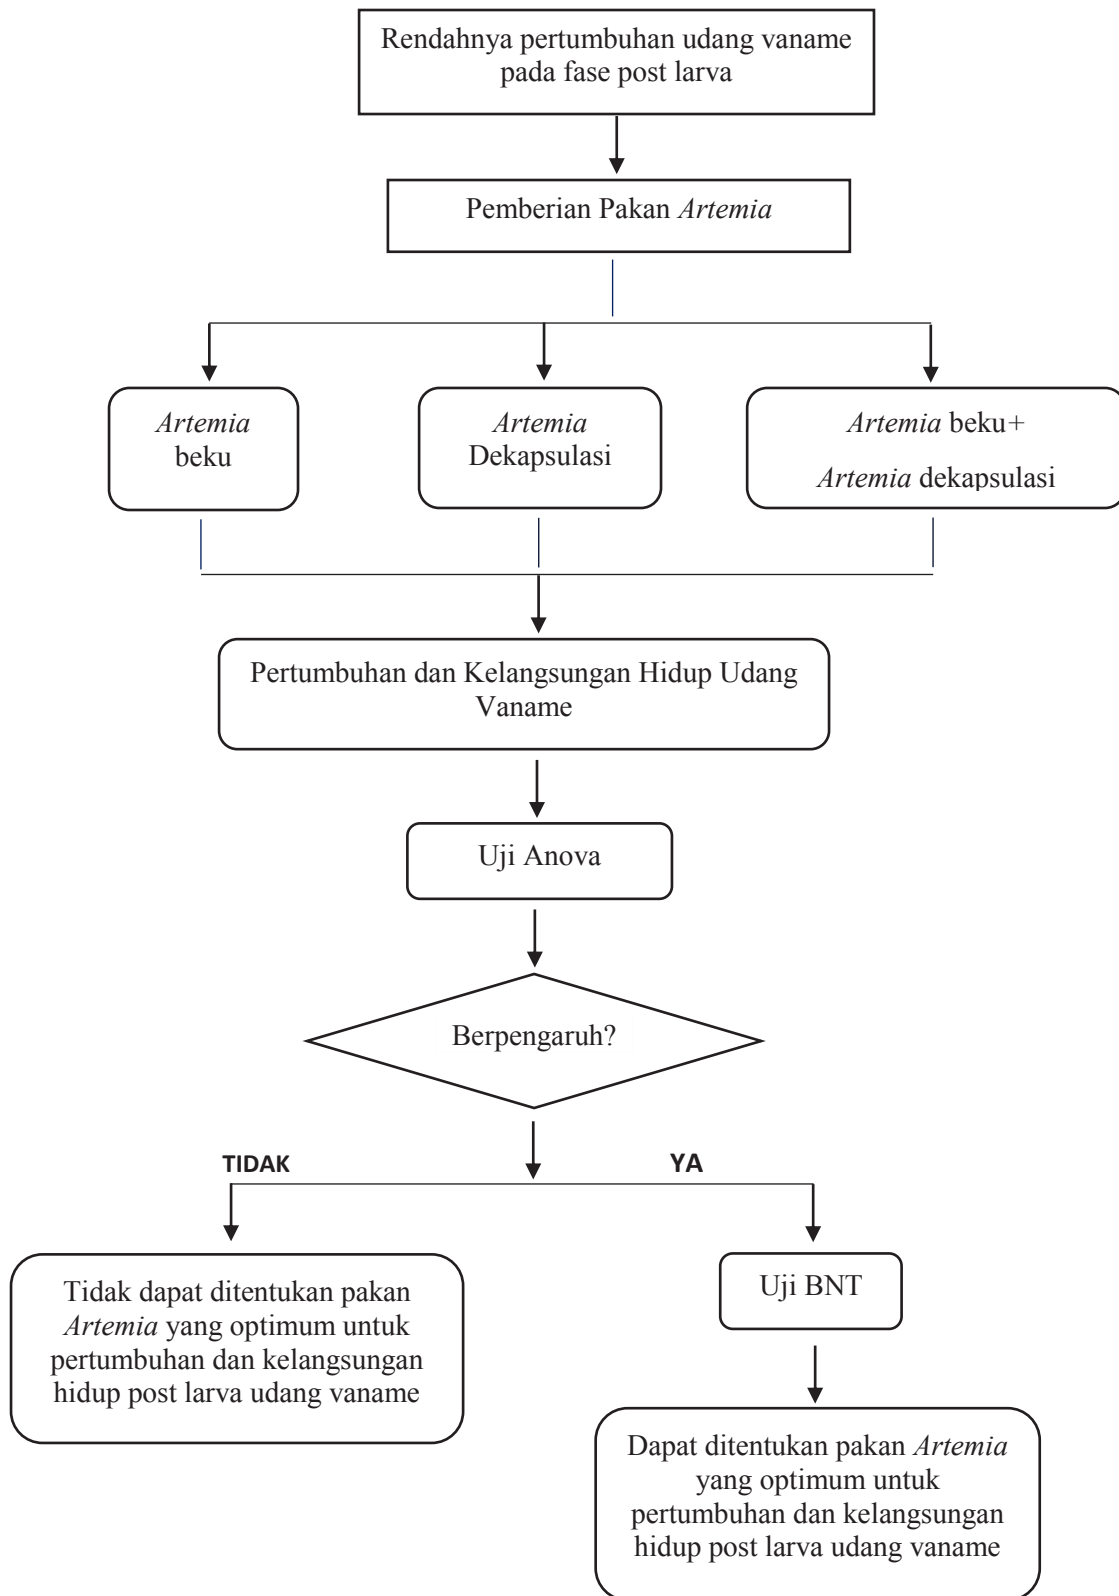 Rendahnya pertumbuhan udang vaname
pada fase post larva
Pemberian Pakan Artemia
Artemia
beku
Artemia
Dekapsulasi
Artemia beku+
Artemia dekapsulasi
Pertumbuhan dan Kelangsungan Hidup Udang
Vaname
Uji Anova
Berpengaruh?
TIDAK
YA
Tidak dapat ditentukan pakan
Artemia yang optimum untuk
pertumbuhan dan kelangsungan
hidup post larva udang vaname
Uji BNT
Dapat ditentukan pakan Artemia
yang optimum untuk
pertumbuhan dan kelangsungan
hidup post larva udang vaname